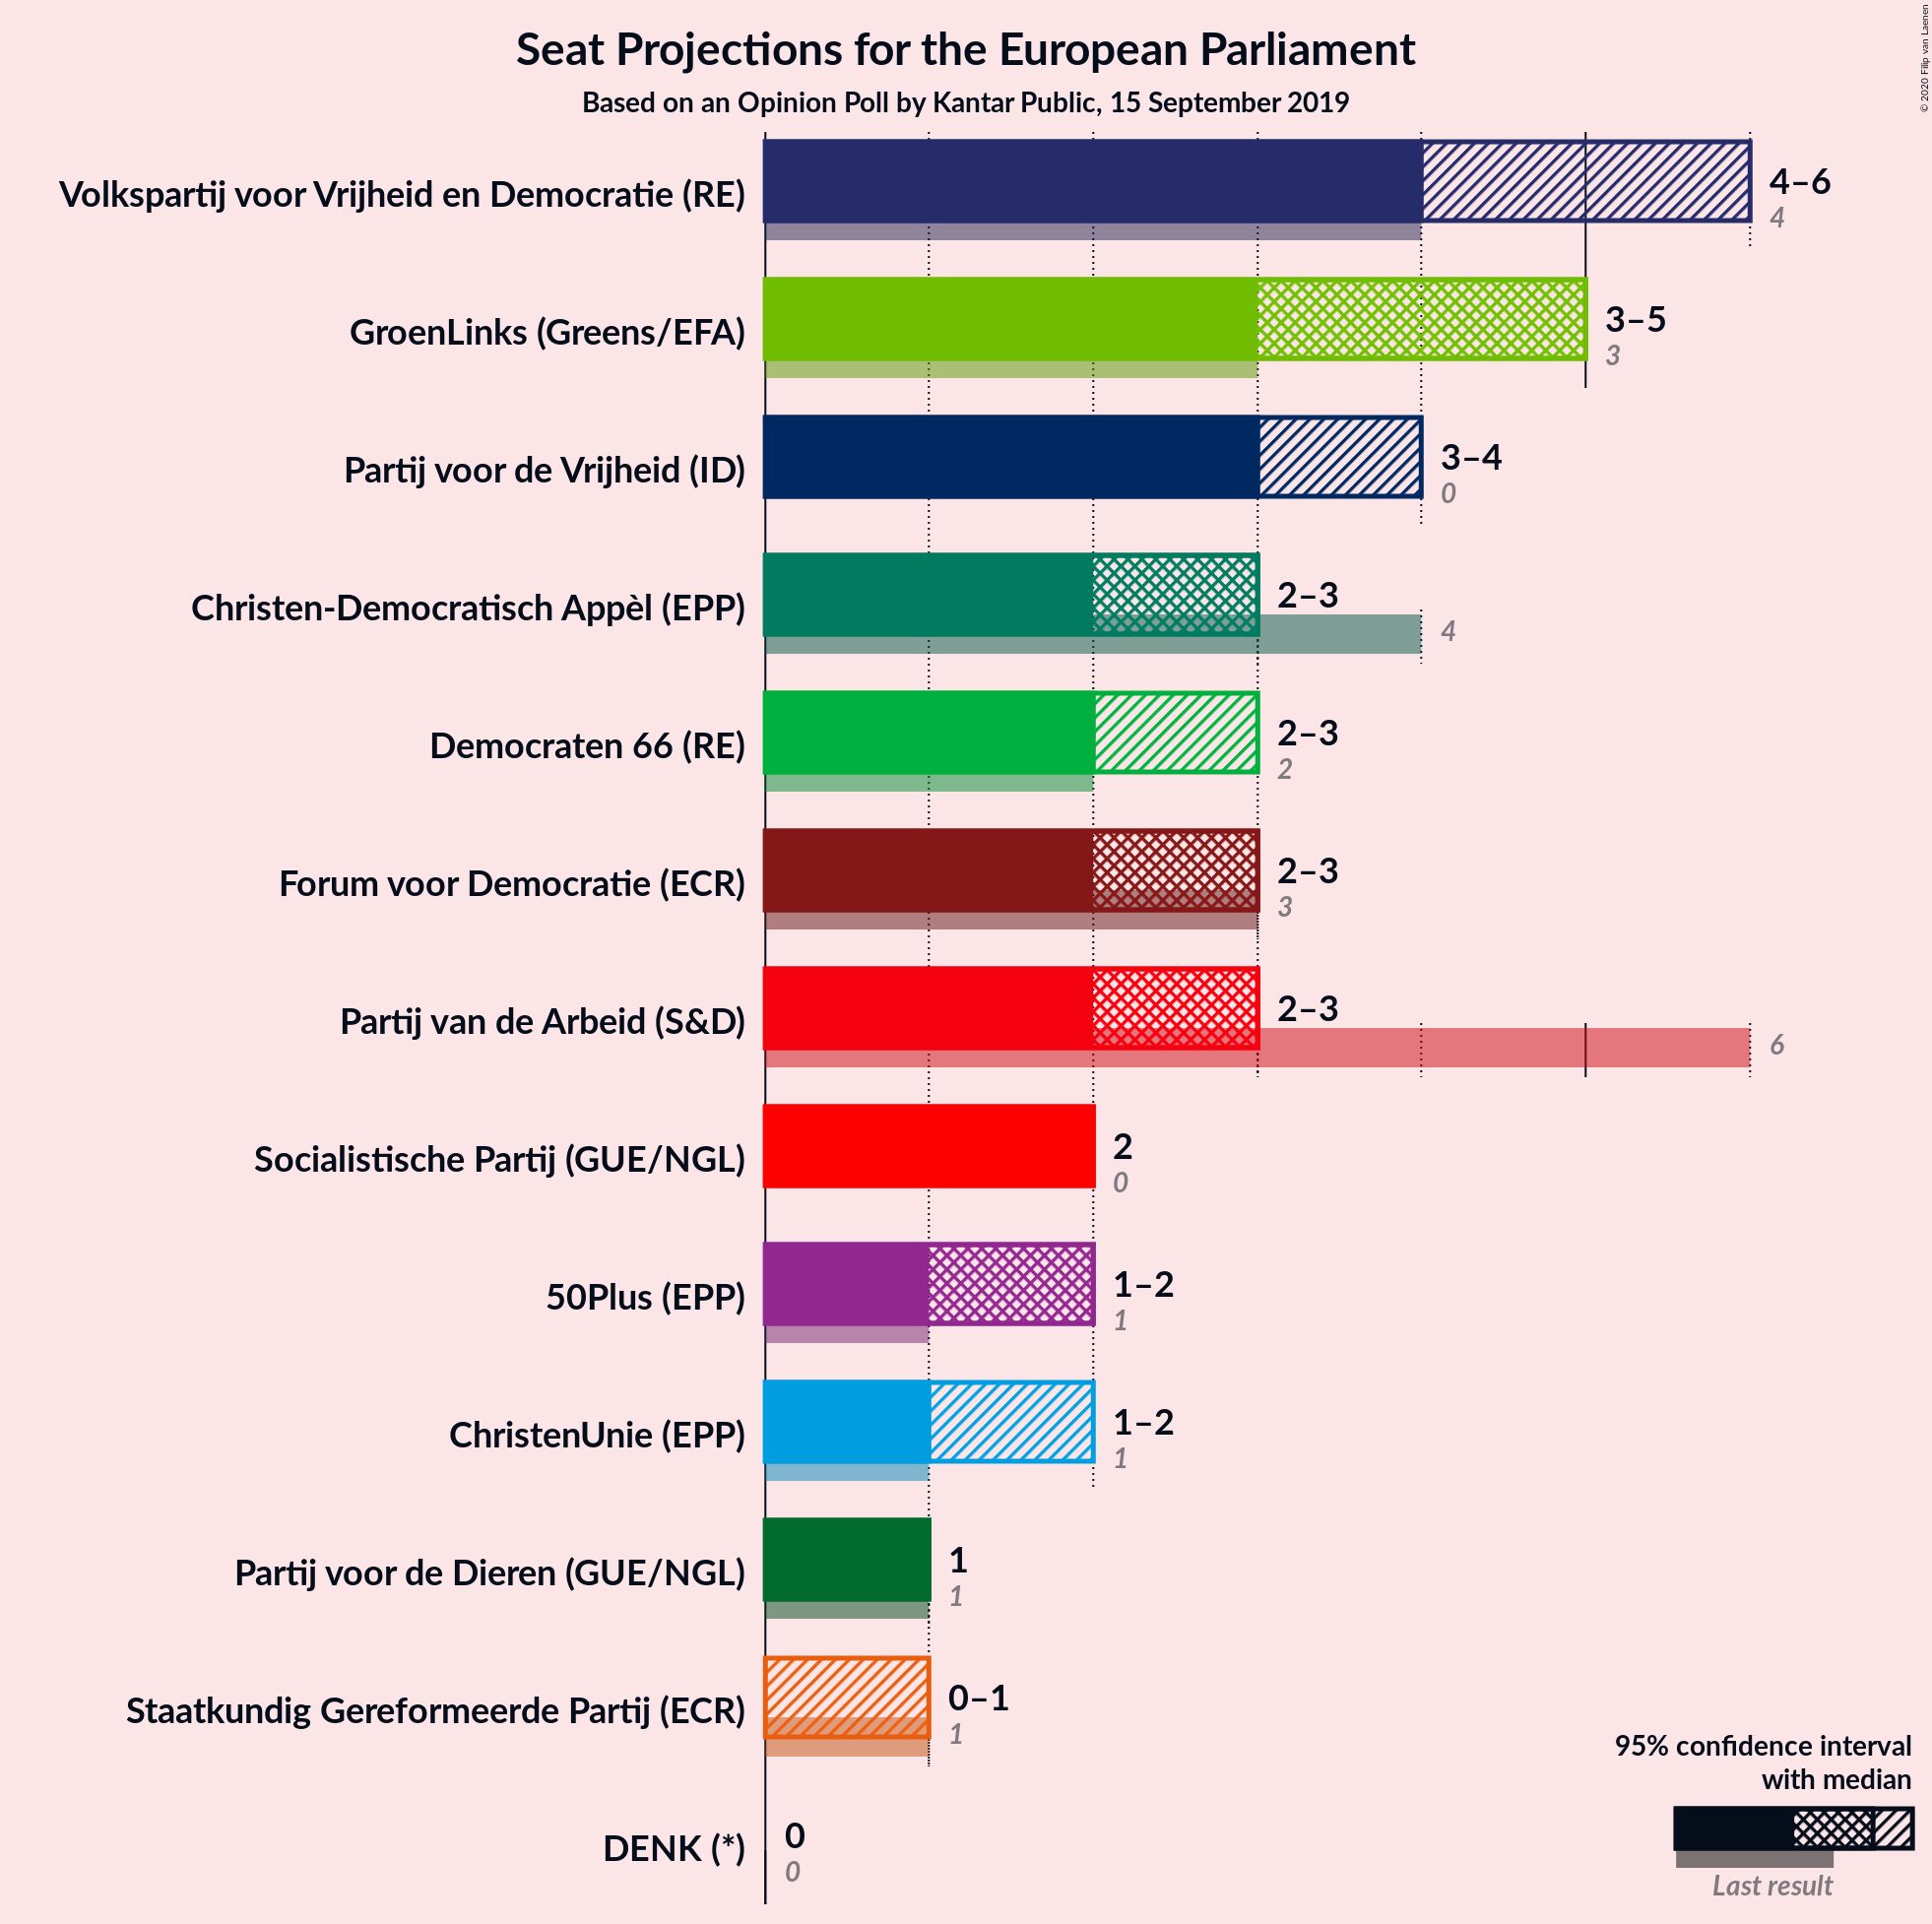 Seat Projections for the European Parliament
Based on an Opinion Poll by Kantar Public, 15 September 2019
© 2020 Filip van Laenen
Volkspartij voor Vrijheid en Democratie (RE)
4–6
4
GroenLinks (Greens/EFA)
3–5
3
Partij voor de Vrijheid (ID)
3–4
0
Christen-Democratisch Appèl (EPP)
2–3
4
Democraten 66 (RE)
2–3
2
Forum voor Democratie (ECR)
2–3
3
Partij van de Arbeid (S&D)
2–3
6
Socialistische Partij (GUE/NGL)
2
0
50Plus (EPP)
1–2
1
ChristenUnie (EPP)
1–2
1
Partij voor de Dieren (GUE/NGL)
1
1
Staatkundig Gereformeerde Partij (ECR)
0–1
1
DENK (*)
0
0
95% confidence interval
with median
Last result